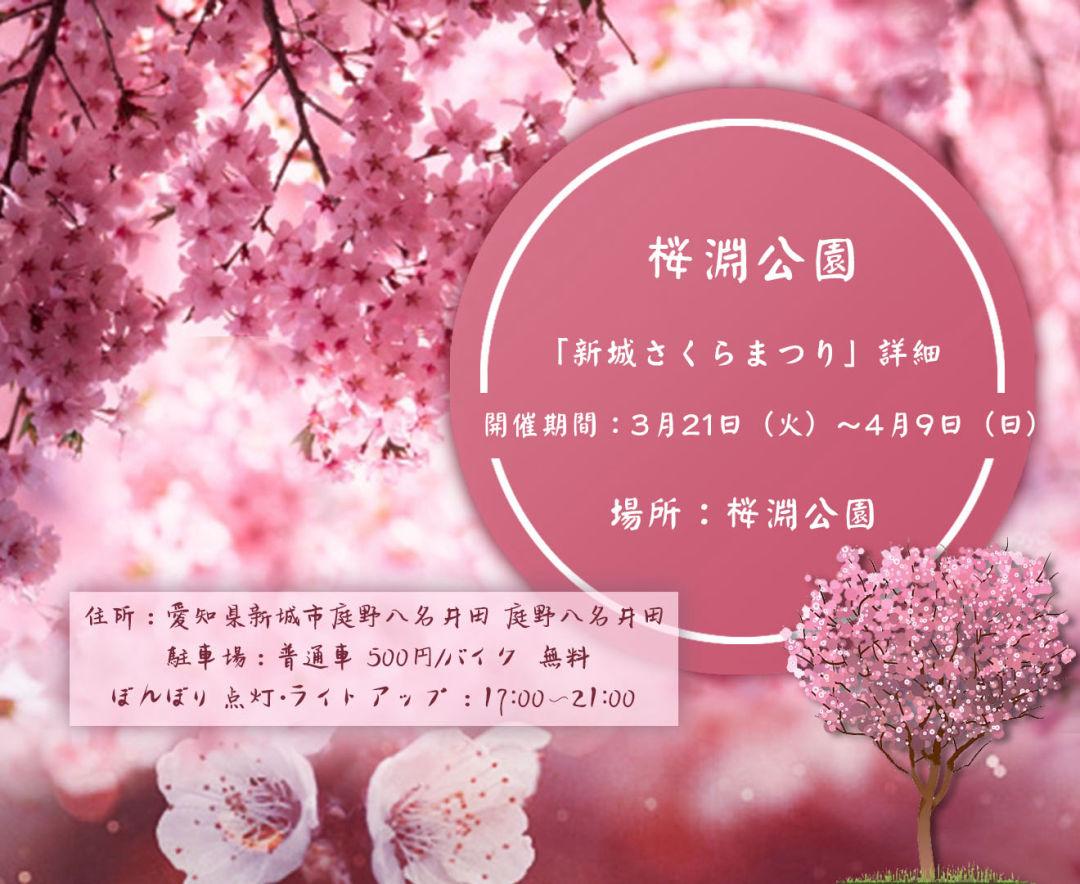 桜淵公園
「新城さくらまつり」詳細
開催期間：3月21日（火）～4月9日（日）
場所：桜淵公園
住所：愛知県新城市庭野八名井田 庭野八名井田
駐車場：普通車 500円/バイク 無料
ぼんぼり 点灯･ライトアップ：17:00～21:00